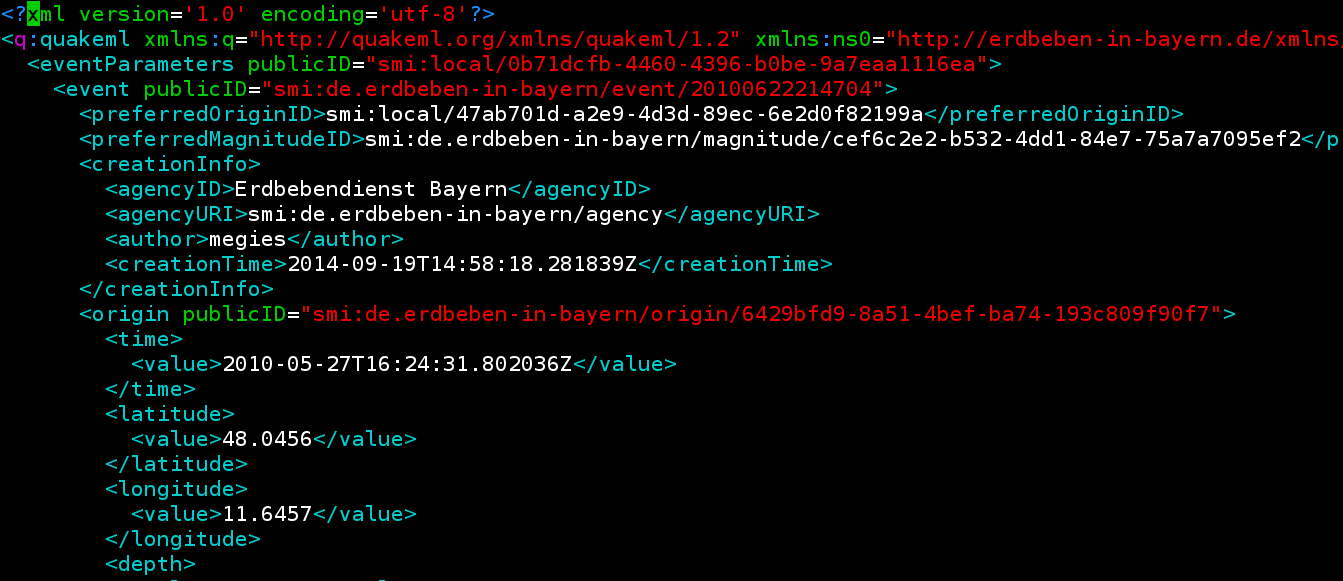 <?xml version='1.0' encoding='utf-8'?>
<q:quakeml xmlns:q="http://quakeml.org/xmlns/quakeml/1.2" xmlns:ns0="http://erdbeben-in-bayern.de/xmlns/
  <eventParameters publicID="smi:local/0b71dcfb-4460-4396-b0be-9a7eaa1116ea">
    <event publicID="smi:de.erdbeben-in-bayern/event/20100622214704">
      <preferredOriginID>smi:local/47ab701d-a2e9-4d3d-89ec-6e2d0f82199a</preferredOriginID>
      <preferredMagnitudeID>smi:de.erdbeben-in-bayern/magnitude/cef6c2e2-b532-4dd1-84e7-75a7a7095ef2</p
      <creationInfo>
        <agencyID>Erdbebendienst Bayern</agencyID>
        <agencyURI>smi:de.erdbeben-in-bayern/agency</agencyURI>
        <author>megies</author>
        <creationTime>2014-09-19T14:58:18.281839Z</creationTime>
      </creationInfo>
      <origin publicID="smi:de.erdbeben-in-bayern/origin/6429bfd9-8a51-4bef-ba74-193c809f90f7">
        <time>
          <value>2010-05-27T16:24:31.802036Z</value>
        </time>
        <latitude>
          <value>48.0456</value>
        </latitude>
        <longitude>
          <value>11.6457</value>
        </longitude>
        <depth>